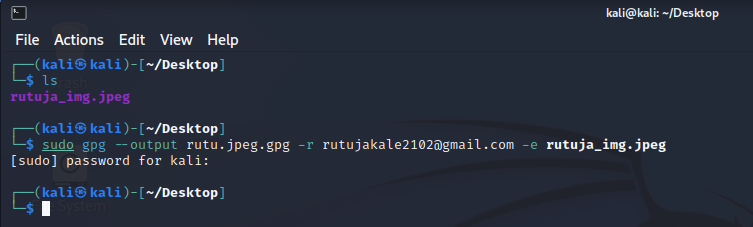 kali@kali: ~/Desktop
File Actions Edit View Help
┌──(kali㉿kali)-[~/Desktop]
└─$ ls
rutuja_img.jpeg
┌──(kali㉿kali)-[~/Desktop]
└─$ sudo gpg --output rutu.jpeg.gpg -r rutujakale2102@gmail.com -e rutuja_img.jpeg
[sudo] password for kali:
┌──(kali㉿kali)-[~/Desktop]
└─$
System